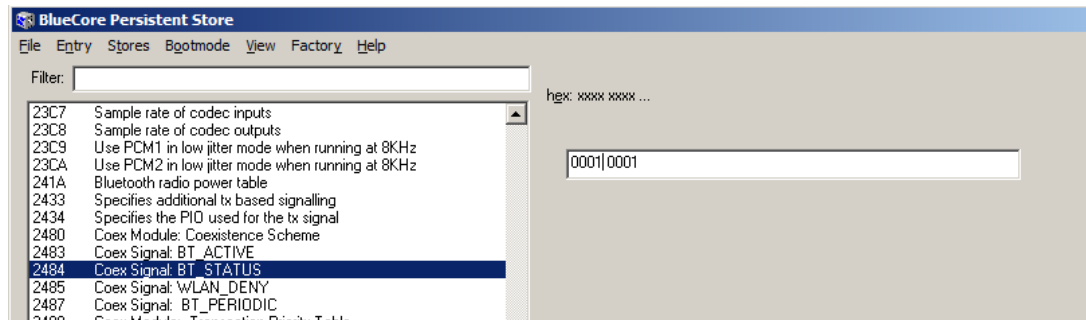 BlueCore Persistent Store
File Entry Stores Bootmode View Factory Help
Filter:
hex: xxxx xxxx ...
23C7 Sample rate of codec inputs
23C8 Sample rate of codec outputs
23C9 Use PCM1 in low jitter mode when running at 8KHz
23CA Use PCM2 in low jitter mode when running at 8KHz
241A Bluetooth radio power table
2433 Specifies additional tx based signalling
2434 Specifies the PIO used for the tx signal
2480 Coex Module: Coexistence Scheme
2483 Coex Signal: BT_ACTIVE
2484 Coex Signal: BT_STATUS
2485 Coex Signal: WLAN_DENY
2487 Coex Signal: BT_PERIODIC
0001 0001